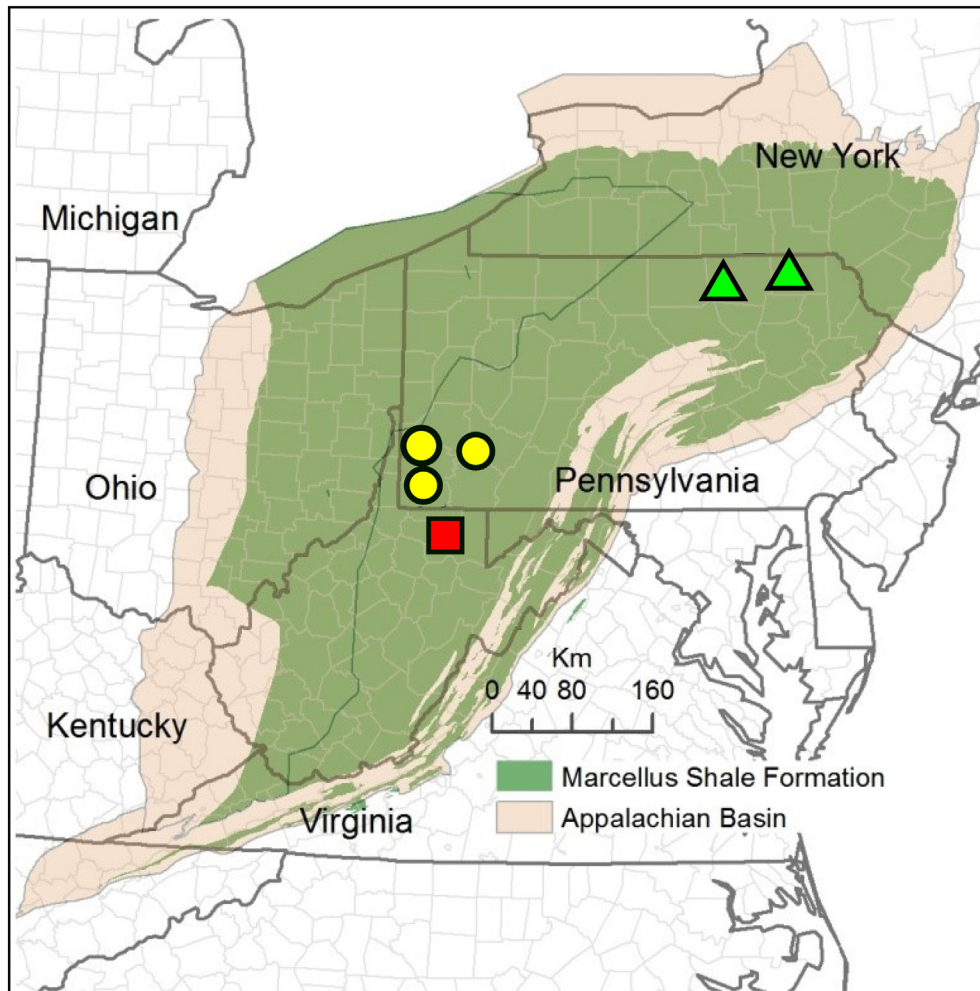 New York
Michigan
Ohio
Pennsylvania
Km
0 40 80 160
Kentucky
Marcellus Shale Formation
Appalachian Basin
Virginia